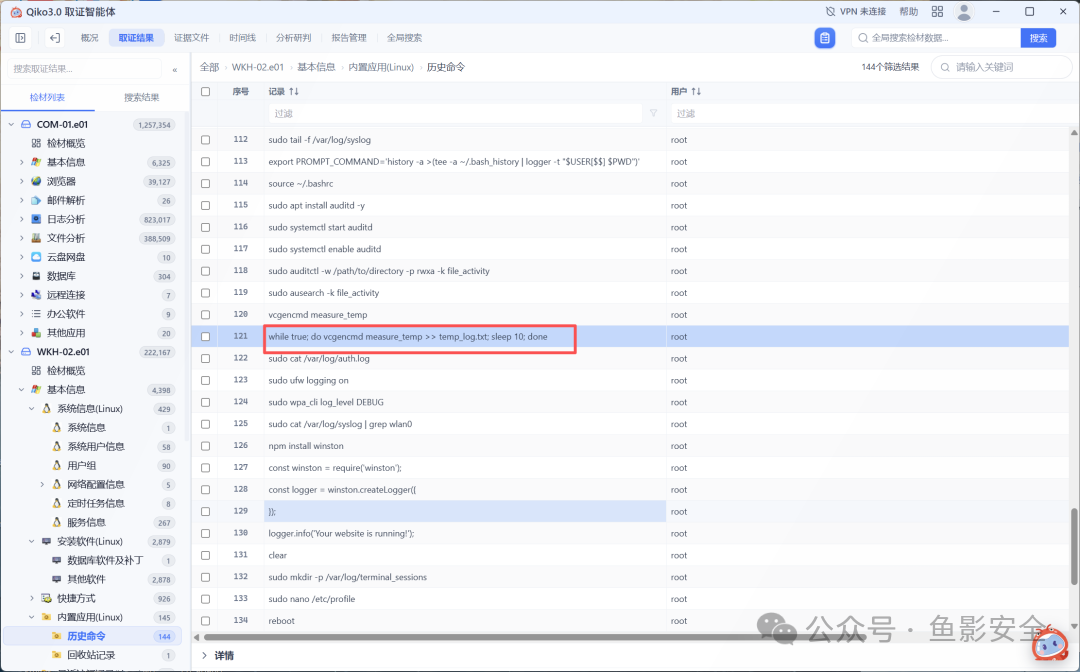 Qiko3.0 取证智能体
VPN 未连接
帮助
概况
取证结果
证据文件
时间线
分析研判
报告管理
全局搜索
全局搜索检材数据...
搜索
搜索取证结果...
«
全部 › WKH-02.e01 › 基本信息 › 内置应用(Linux) › 历史命令
144个筛选结果
请输入关键词
检材列表
搜索结果
COM-01.e01 1,257,354
检材概览
基本信息 6,325
浏览器 39,127
邮件解析 26
日志分析 823,017
文件分析 388,509
云盘网盘 10
数据库 304
远程连接 7
办公软件 9
其他应用 20
WKH-02.e01 222,167
检材概览
基本信息 4,398
系统信息(Linux) 429
系统信息 1
系统用户信息 58
用户组 90
网络配置信息 5
定时任务信息 8
服务信息 267
安装软件(Linux) 2,879
数据库软件及补丁 1
其他软件 2,878
快捷方式 926
内置应用(Linux) 145
历史命令 144
回收站记录 1
序号 记录 ↑↓ 用户 ↑↓
过滤 过滤
112 sudo tail -f /var/log/syslog root
113 export PROMPT_COMMAND='history -a >(tee -a ~/.bash_history | logger -t "$USER[$$] $PWD")' root
114 source ~/.bashrc root
115 sudo apt install auditd -y root
116 sudo systemctl start auditd root
117 sudo systemctl enable auditd root
118 sudo auditctl -w /path/to/directory -p rwxa -k file_activity root
119 sudo ausearch -k file_activity root
120 vcgencmd measure_temp root
121 while true; do vcgencmd measure_temp >> temp_log.txt; sleep 10; done root
122 sudo cat /var/log/auth.log root
123 sudo ufw logging on root
124 sudo wpa_cli log_level DEBUG root
125 sudo cat /var/log/syslog | grep wlan0 root
126 npm install winston root
127 const winston = require('winston'); root
128 const logger = winston.createLogger({ root
129 }); root
130 logger.info('Your website is running!'); root
131 clear root
132 sudo mkdir -p /var/log/terminal_sessions root
133 sudo nano /etc/profile root
134 reboot root
详情
公众号 · 鱼影安全